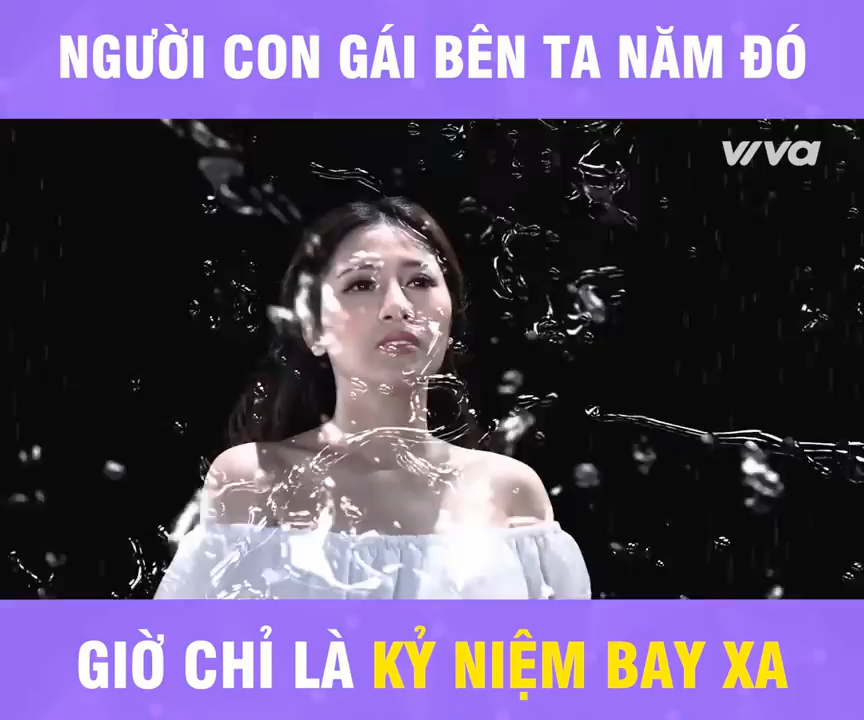 NGƯỜI CON GÁI BÊN TA NĂM ĐÓ
VIVA
GIỜ CHỈ LÀ KỶ NIỆM BAY XA